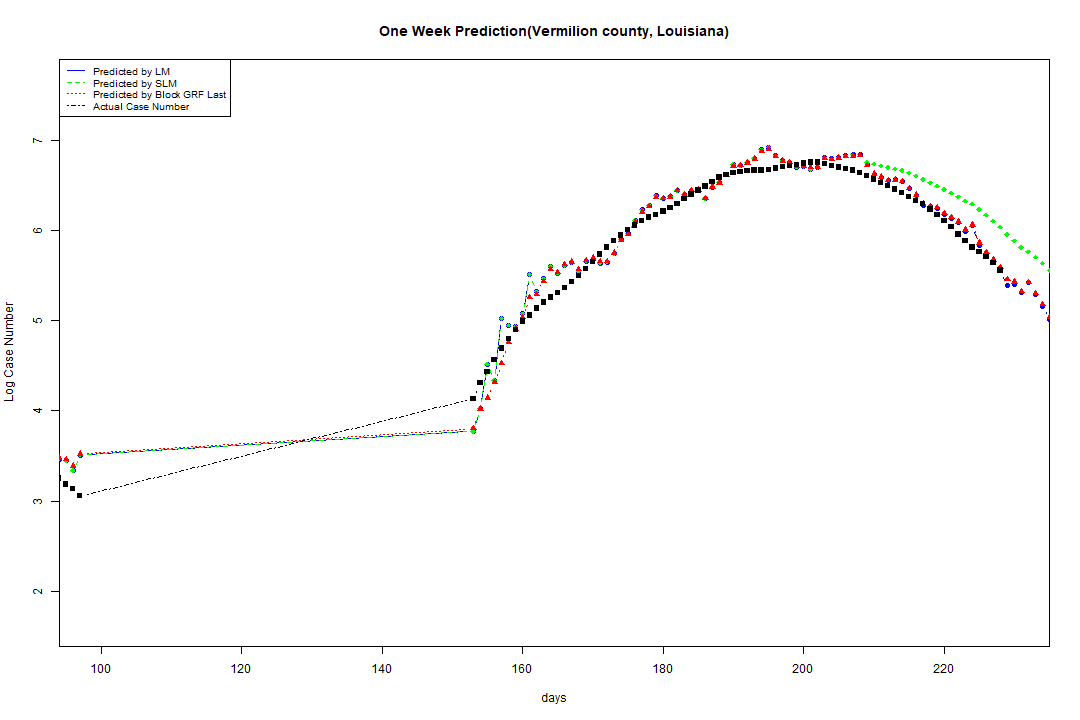 One Week Prediction(Vermilion county, Louisiana)
Predicted by LM
Predicted by SLM
Predicted by Block GRF Last
Actual Case Number
7
6
5
4
3
2
Log Case Number
100 120 140 160 180 200 220
days